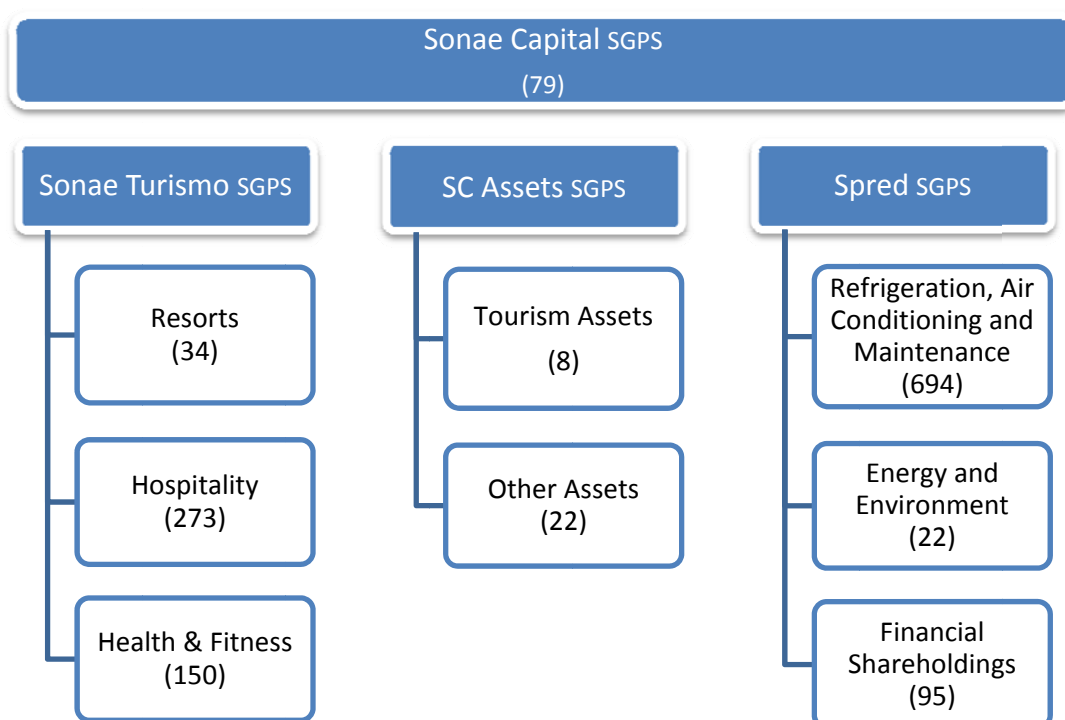 Sonae Capital SGPS
(79)
Sonae Turismo SGPS
Resorts
(34)
Hospitality
(273)
Health & Fitness
(150)
SC Assets SGPS
Tourism Assets
(8)
Other Assets
(22)
Spred SGPS
Refrigeration, Air
Conditioning and
Maintenance
(694)
Energy and
Environment
(22)
Financial
Shareholdings
(95)